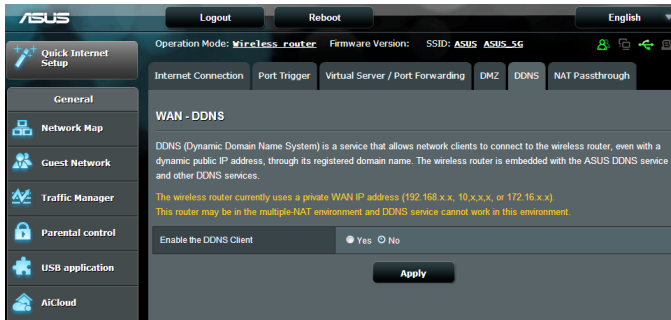 ASUS
Logout
Reboot
English
Quick Internet
Setup
Operation Mode: Wireless router Firmware Version: SSID: ASUS ASUS_5G
Internet Connection
Port Trigger
Virtual Server / Port Forwarding
DMZ
DDNS
NAT Passthrough
General
Network Map
Guest Network
Traffic Manager
Parental control
USB application
AiCloud
WAN - DDNS
DDNS (Dynamic Domain Name System) is a service that allows network clients to connect to the wireless router, even with a
dynamic public IP address, through its registered domain name. The wireless router is embedded with the ASUS DDNS service
and other DDNS services.
The wireless router currently uses a private WAN IP address (192.168.x.x, 10,x,x,x, or 172.16.x.x).
This router may be in the multiple-NAT environment and DDNS service cannot work in this environment.
Enable the DDNS Client
Yes No
Apply